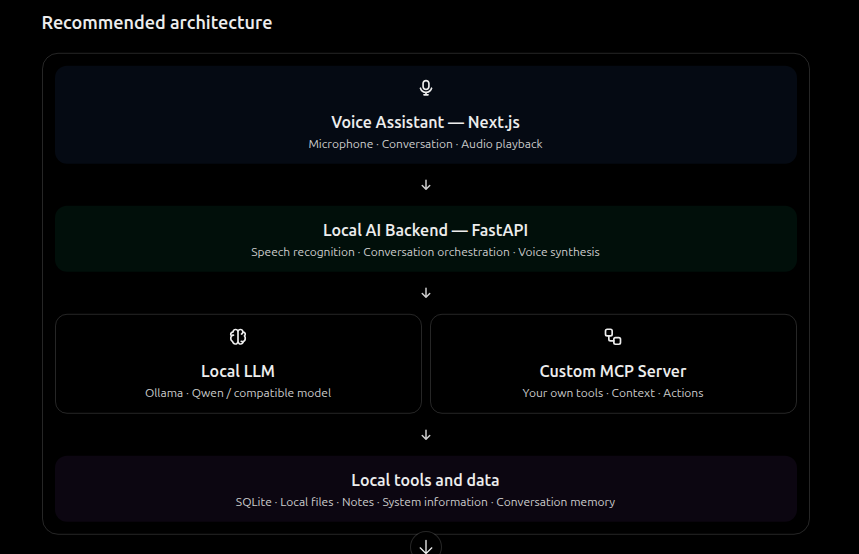 Recommended architecture
Voice Assistant — Next.js
Microphone · Conversation · Audio playback
Local AI Backend — FastAPI
Speech recognition · Conversation orchestration · Voice synthesis
Local LLM
Ollama · Qwen / compatible model
Custom MCP Server
Your own tools · Context · Actions
Local tools and data
SQLite · Local files · Notes · System information · Conversation memory